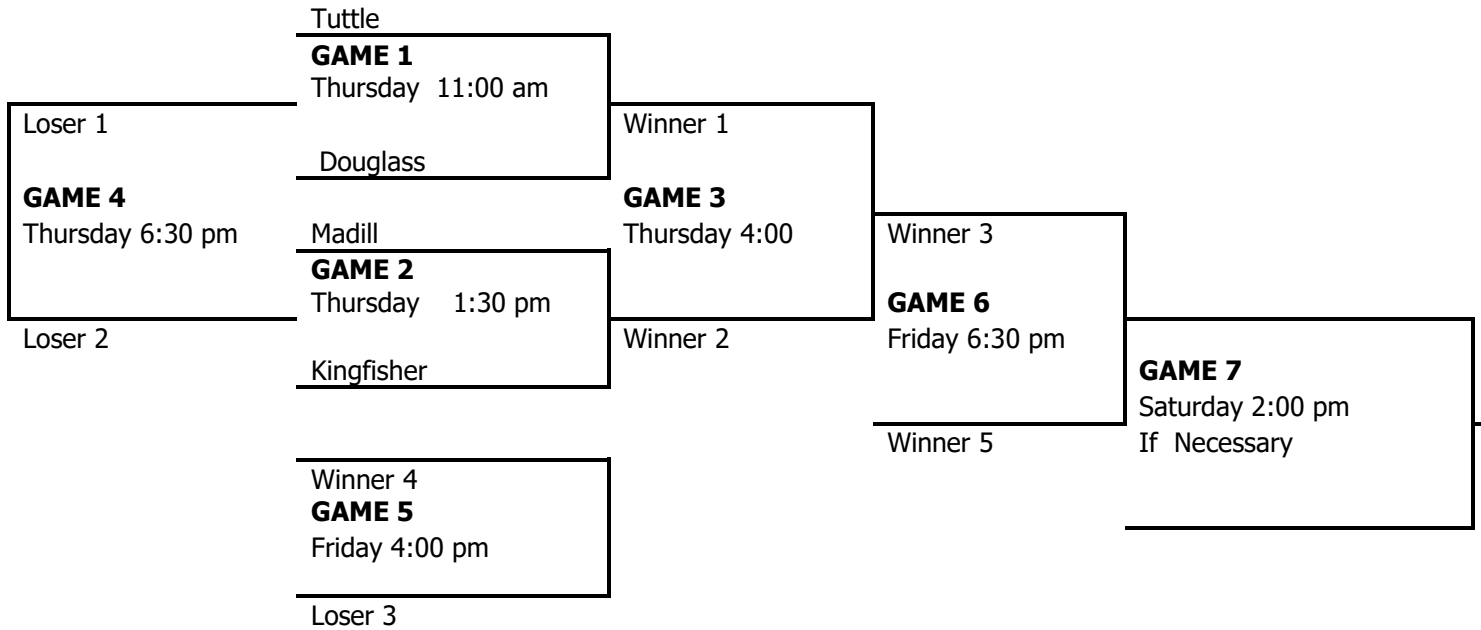 Tuttle
GAME 1
Thursday 11:00 am
Loser 1
Winner 1
Douglass
GAME 4
GAME 3
Thursday 6:30 pm
Madill
Thursday 4:00
Winner 3
GAME 2
Thursday 1:30 pm
GAME 6
Loser 2
Winner 2
Friday 6:30 pm
Kingfisher
GAME 7
Saturday 2:00 pm
Winner 5
If Necessary
Winner 4
GAME 5
Friday 4:00 pm
Loser 3